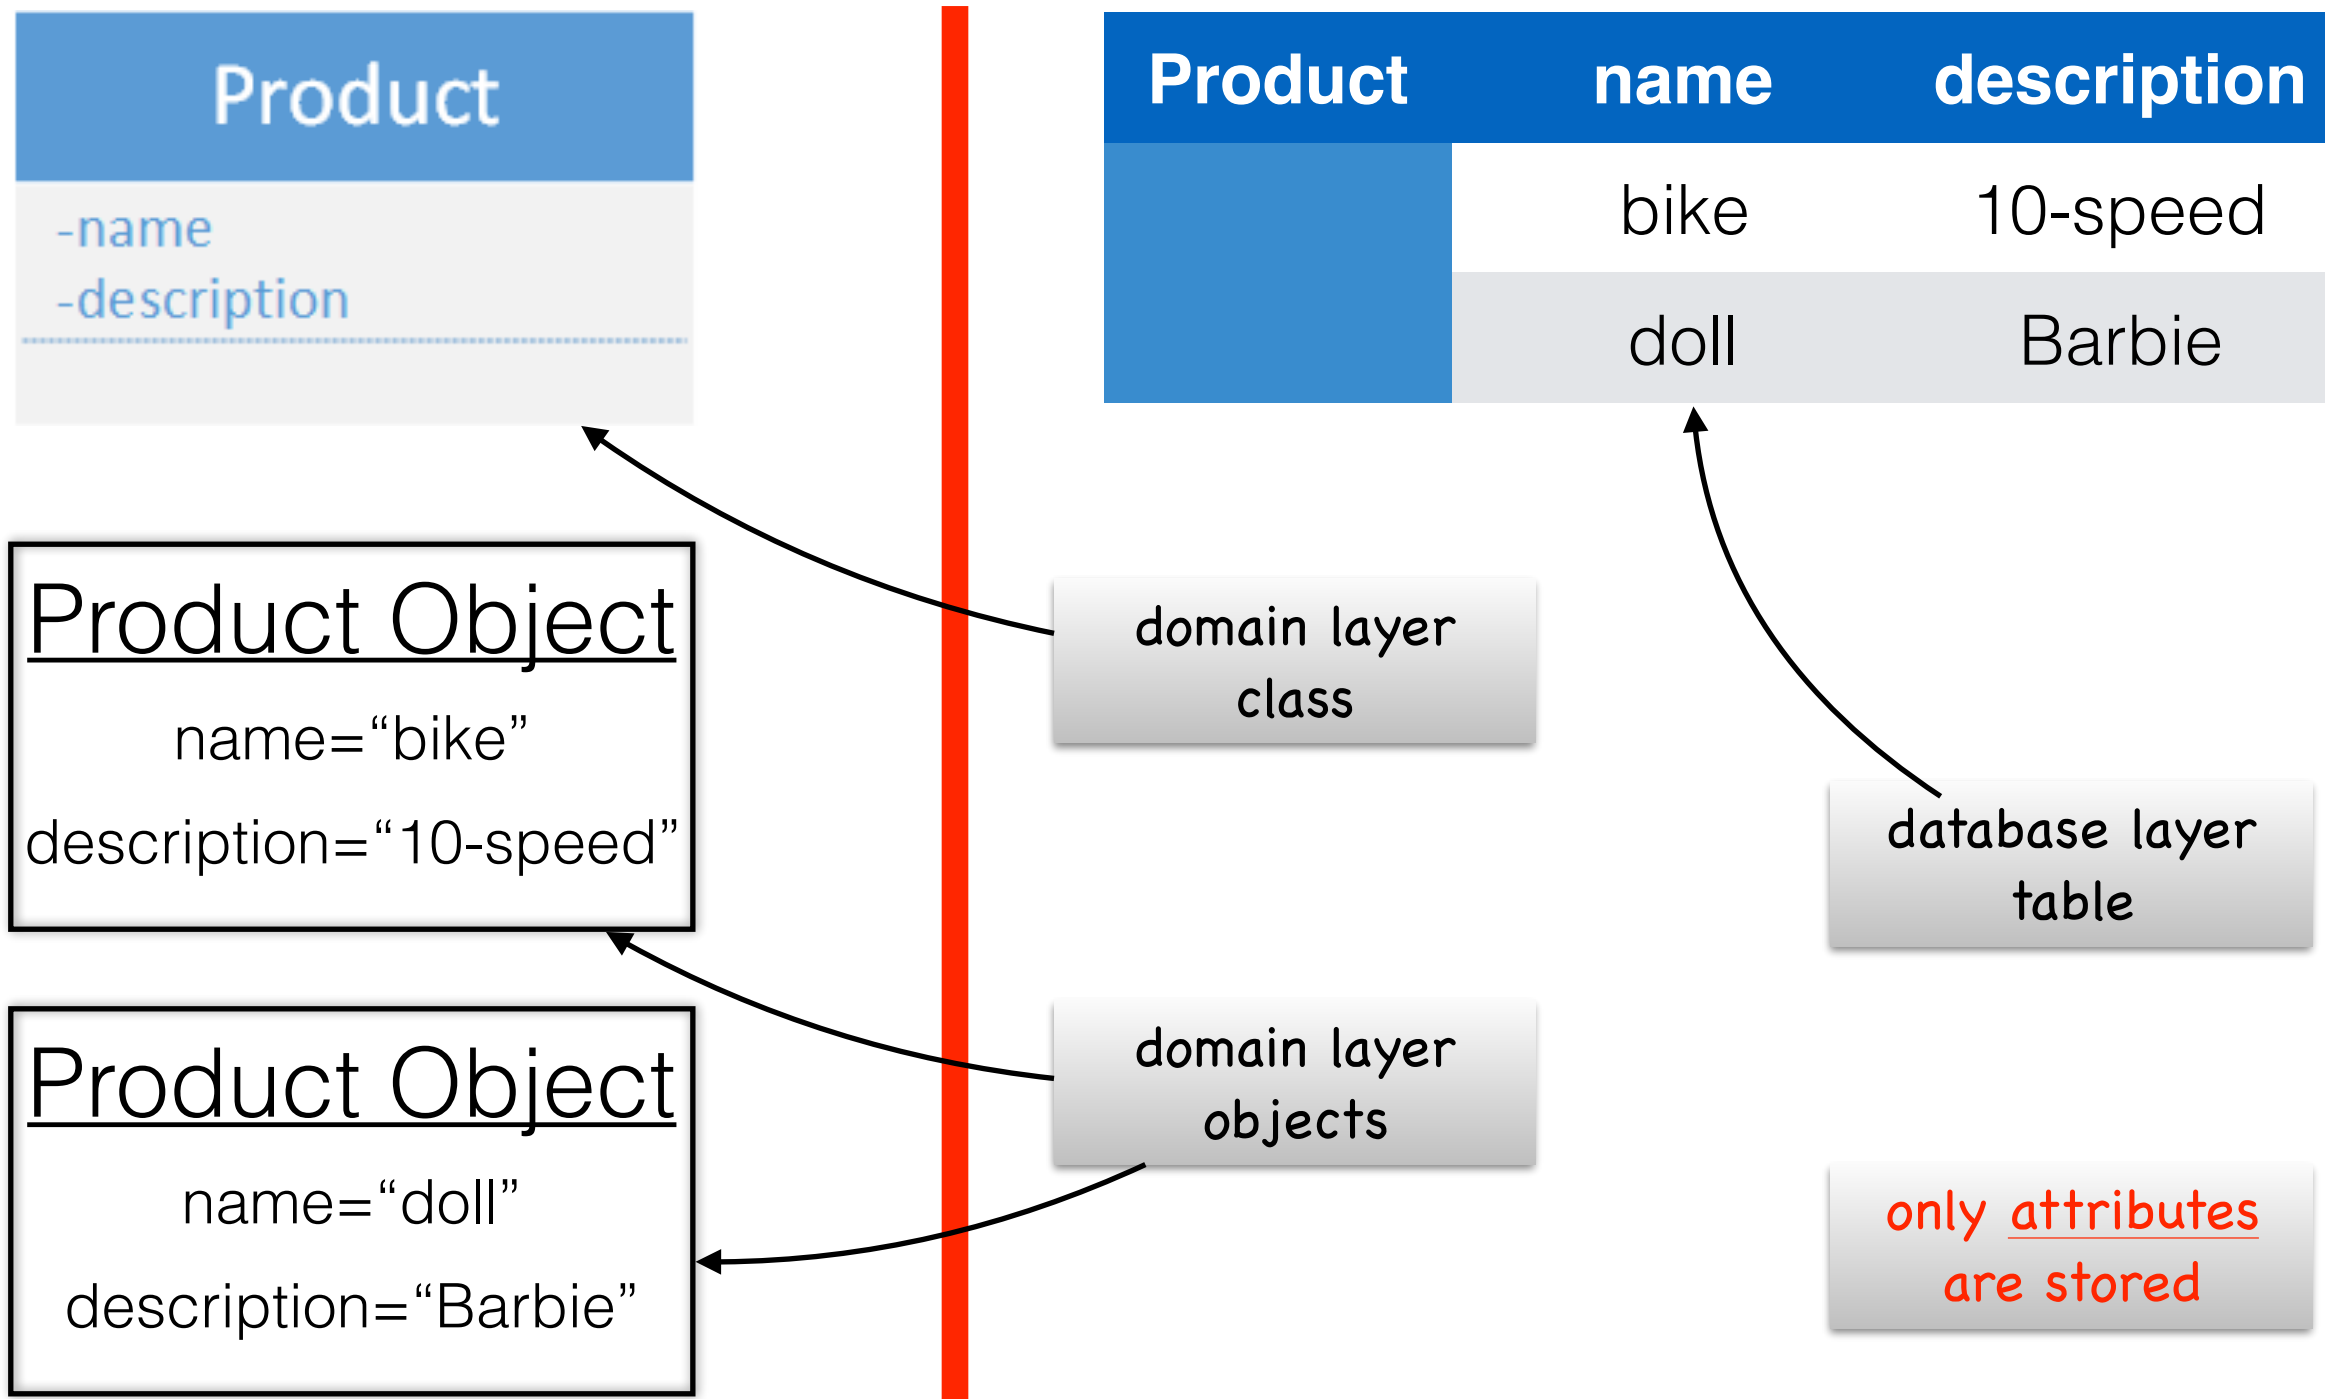 Product
-name
-description
Product name description
bike 10-speed
doll Barbie
Product Object
name=“bike”
description=“10-speed”
Product Object
name=“doll”
description=“Barbie”
domain layer
class
database layer
table
domain layer
objects
only attributes
are stored